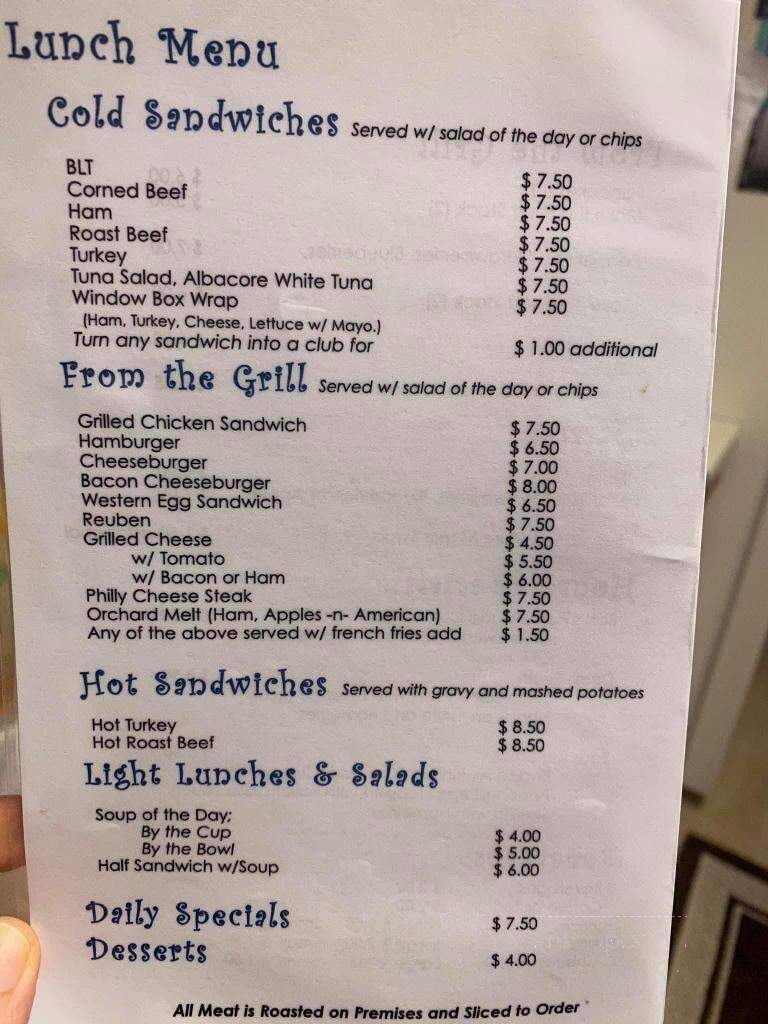 Lunch Menu
Cold Sandwiches Served w/ salad of the day or chips
BLT $ 7.50
Corned Beef $ 7.50
Ham $ 7.50
Roast Beef $ 7.50
Turkey $ 7.50
Tuna Salad, Albacore White Tuna $ 7.50
Window Box Wrap $ 7.50
(Ham, Turkey, Cheese, Lettuce w/ Mayo.)
Turn any sandwich into a club for $ 1.00 additional
From the Grill Served w/ salad of the day or chips
Grilled Chicken Sandwich $ 7.50
Hamburger $ 6.50
Cheeseburger $ 7.00
Bacon Cheeseburger $ 8.00
Western Egg Sandwich $ 6.50
Reuben $ 7.50
Grilled Cheese $ 4.50
w/ Tomato $ 5.50
w/ Bacon or Ham $ 6.00
Philly Cheese Steak $ 7.50
Orchard Melt (Ham, Apples -n- American) $ 7.50
Any of the above served w/ french fries add $ 1.50
Hot Sandwiches Served with gravy and mashed potatoes
Hot Turkey $ 8.50
Hot Roast Beef $ 8.50
Light Lunches & Salads
Soup of the Day;
By the Cup $ 4.00
By the Bowl $ 5.00
Half Sandwich w/Soup $ 6.00
Daily Specials $ 7.50
Desserts $ 4.00
All Meat is Roasted on Premises and Sliced to Order